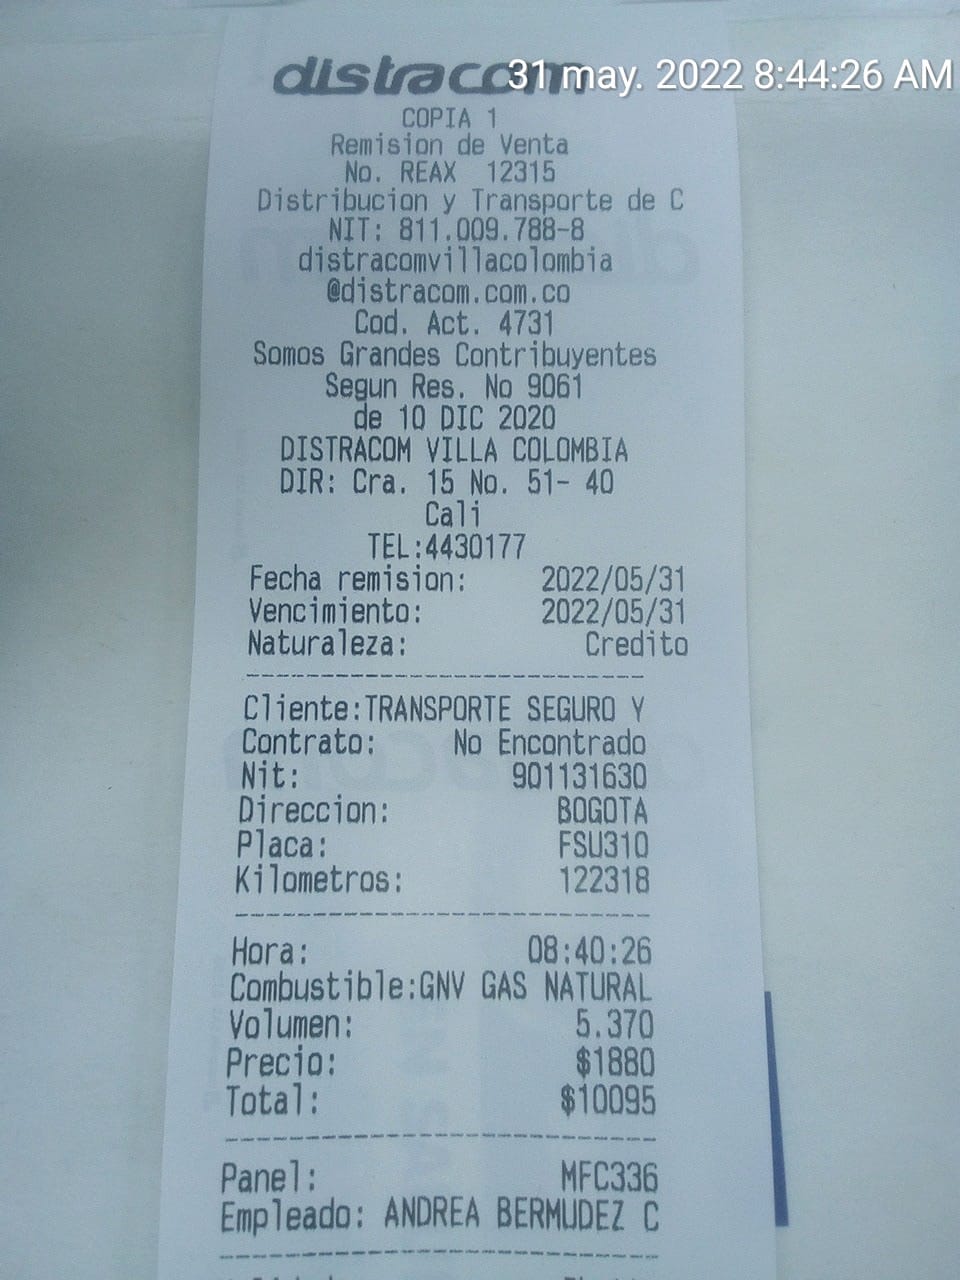 distracom
31 may. 2022 8:44:26 AM
COPIA 1
Remision de Venta
No. REAX 12315
Distribucion y Transporte de C
NIT: 811.009.788-8
distracomvillacolombia
@distracom.com.co
Cod. Act. 4731
Somos Grandes Contribuyentes
Segun Res. No 9061
de 10 DIC 2020
DISTRACOM VILLA COLOMBIA
DIR: Cra. 15 No. 51- 40
Cali
TEL:4430177
Fecha remision: 2022/05/31
Vencimiento: 2022/05/31
Naturaleza: Credito
Cliente:TRANSPORTE SEGURO Y
Contrato: No Encontrado
Nit: 901131630
Direccion: BOGOTA
Placa: FSU310
Kilometros: 122318
Hora: 08:40:26
Combustible:GNV GAS NATURAL
Volumen: 5.370
Precio: $1880
Total: $10095
Panel: MFC336
Empleado: ANDREA BERMUDEZ C